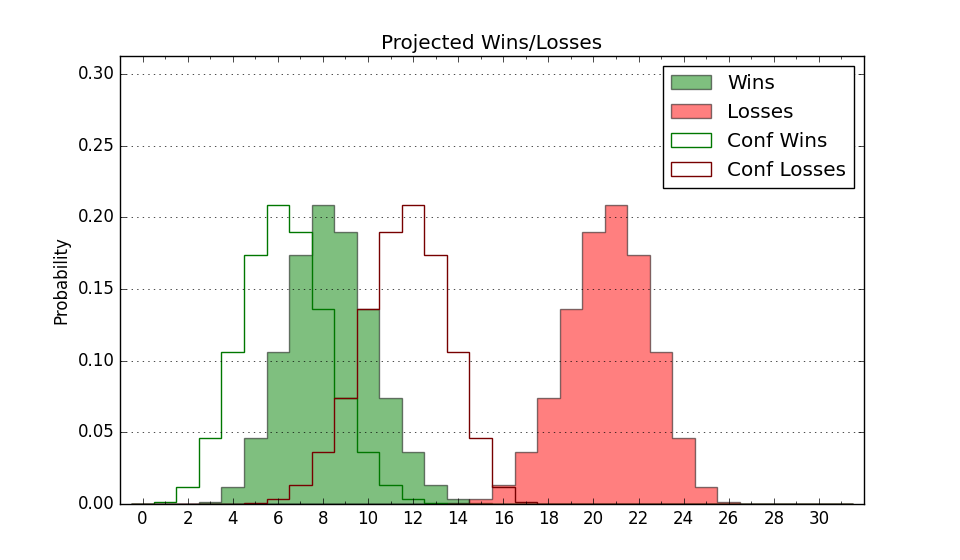 Projected Wins/Losses
Wins
Losses
Conf Wins
Conf Losses
Probability
0.30
0.25
0.20
0.15
0.10
0.05
0.00
0 2 4 6 8 10 12 14 16 18 20 22 24 26 28 30